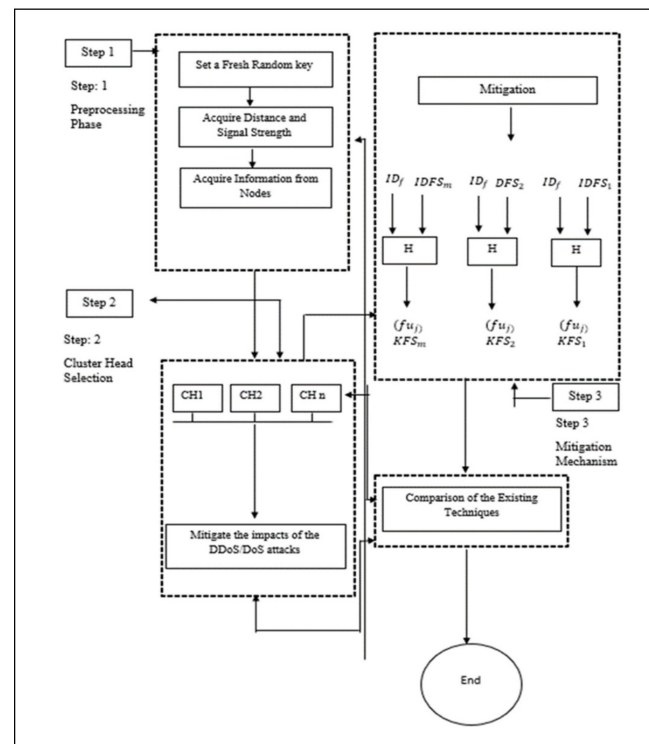 Step 1
Step: 1
Preprocessing
Phase
Set a Fresh Random key
Acquire Distance and
Signal Strength
Acquire Information from
Nodes
Step 2
Step: 2
Cluster Head
Selection
CH1
CH2
CH n
Mitigate the impacts of the
DDoS/DoS attacks
Mitigation
ID_f IDFS_m ID_f DFS_2 ID_f IDFS_1
H H H
(fu_j) (fu_j) (fu_j)
KFS_m KFS_2 KFS_1
Step 3
Step 3
Mitigation
Mechanism
Comparison of the Existing
Techniques
End